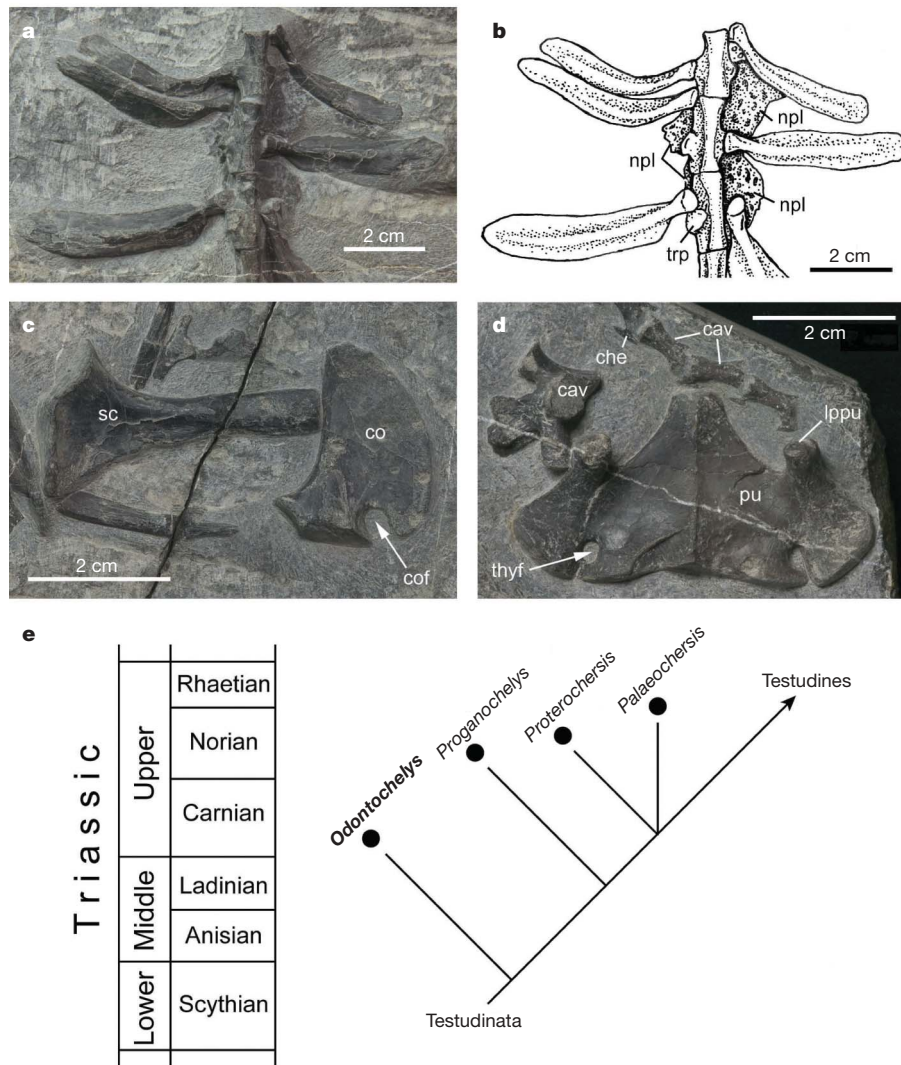 a
2 cm
b
npl
npl
npl
trp
2 cm
c
sc
co
cof
2 cm
d
2 cm
che
cav
cav
lppu
pu
thyf
e
Triassic
Upper
Middle
Lower
Rhaetian
Norian
Carnian
Ladinian
Anisian
Scythian
Odontochelys
Proganochelys
Proterochersis
Palaeochersis
Testudines
Testudinata